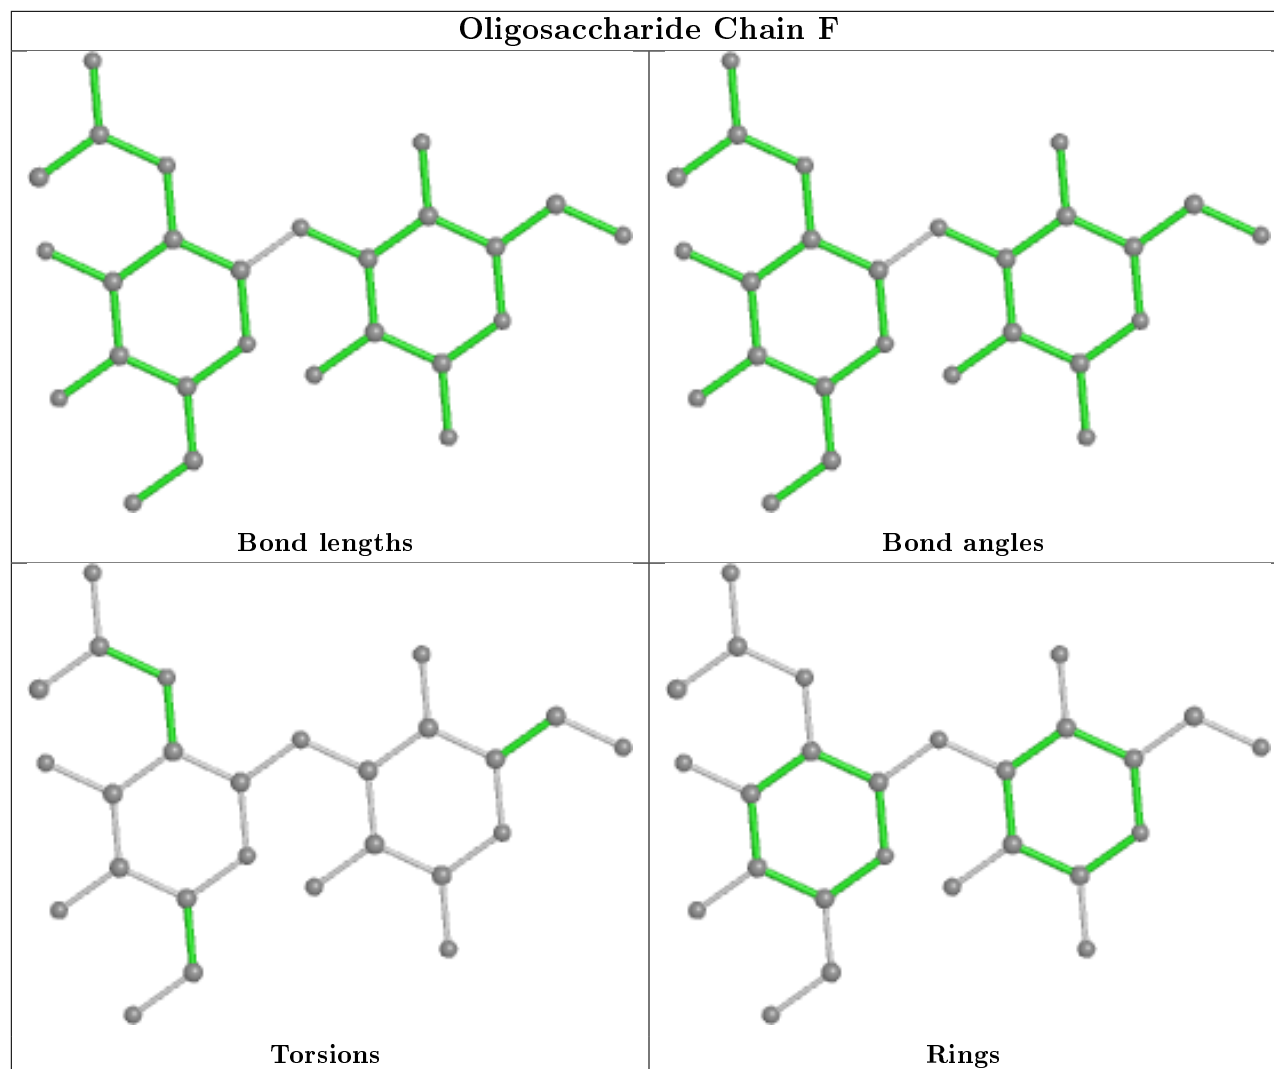 Oligosaccharide Chain F
Bond lengths
Bond angles
Torsions
Rings